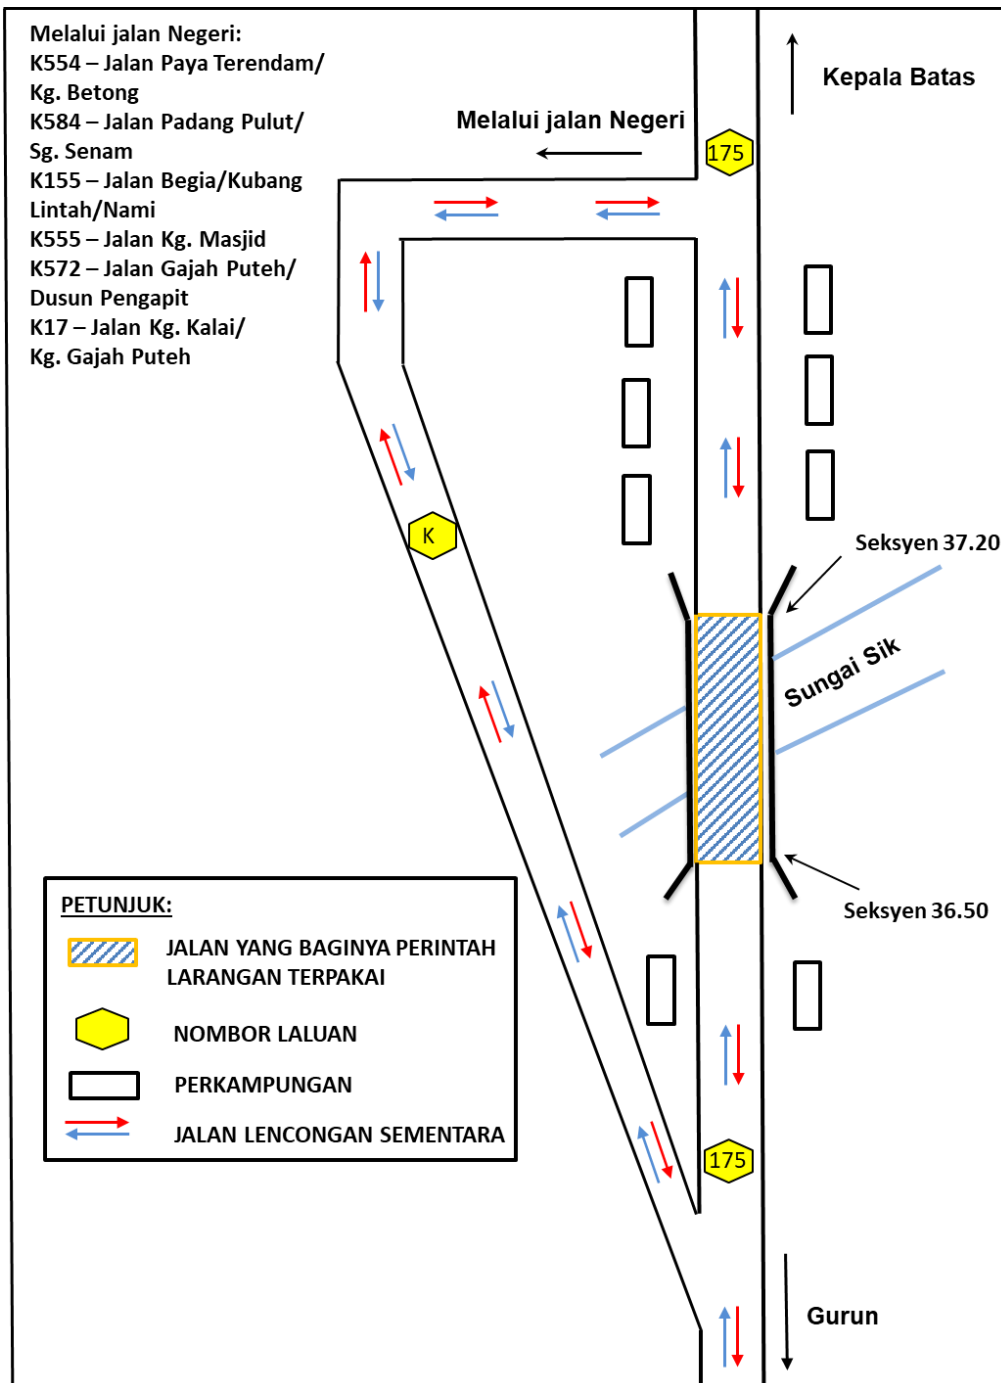 Melalui jalan Negeri:
K554 – Jalan Paya Terendam/
Kg. Betong
K584 – Jalan Padang Pulut/
Sg. Senam
K155 – Jalan Begia/Kubang
Lintah/Nami
K555 – Jalan Kg. Masjid
K572 – Jalan Gajah Puteh/
Dusun Pengapit
K17 – Jalan Kg. Kalai/
Kg. Gajah Puteh
Kepala Batas
Melalui jalan Negeri
175
K
Seksyen 37.20
Sungai Sik
Seksyen 36.50
PETUNJUK:
JALAN YANG BAGINYA PERINTAH
LARANGAN TERPAKAI
NOMBOR LALUAN
PERKAMPUNGAN
JALAN LENCONGAN SEMENTARA
175
Gurun